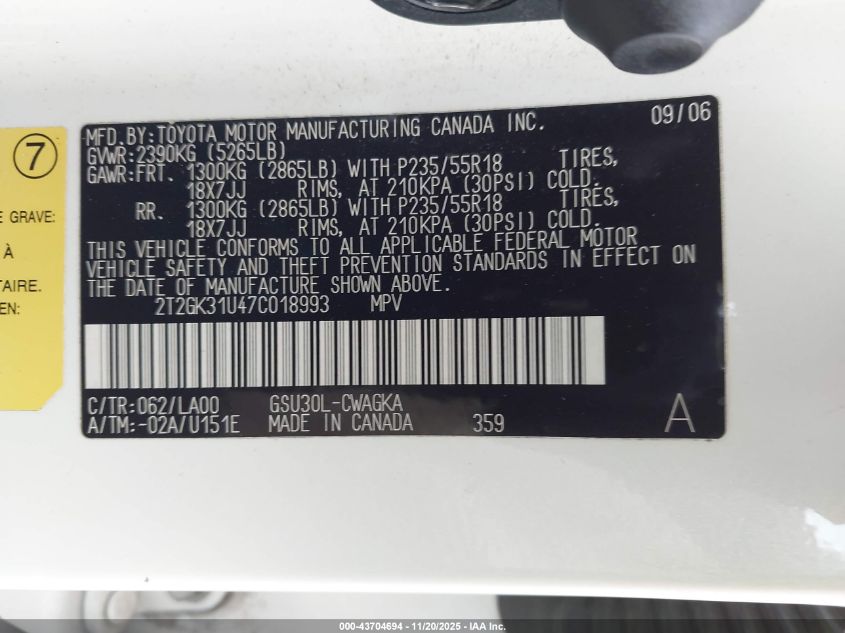 7
E GRAVE:
À
TAIRE.
EN:
MFD.BY:TOYOTA MOTOR MANUFACTURING CANADA INC. 09/06
GVWR:2390KG (5265LB)
GAWR:FRT. 1300KG (2865LB) WITH P235/55R18 TIRES,
18X7JJ RIMS, AT 210KPA (30PSI) COLD.
RR. 1300KG (2865LB) WITH P235/55R18 TIRES,
18X7JJ RIMS, AT 210KPA (30PSI) COLD.
THIS VEHICLE CONFORMS TO ALL APPLICABLE FEDERAL MOTOR
VEHICLE SAFETY AND THEFT PREVENTION STANDARDS IN EFFECT ON
THE DATE OF MANUFACTURE SHOWN ABOVE.
2T2GK31U47C018993 MPV
C/TR:062/LA00 GSU30L-CWAGKA
A/TM:-02A/U151E MADE IN CANADA 359 A
000-43704694 - 11/20/2025 - IAA Inc.